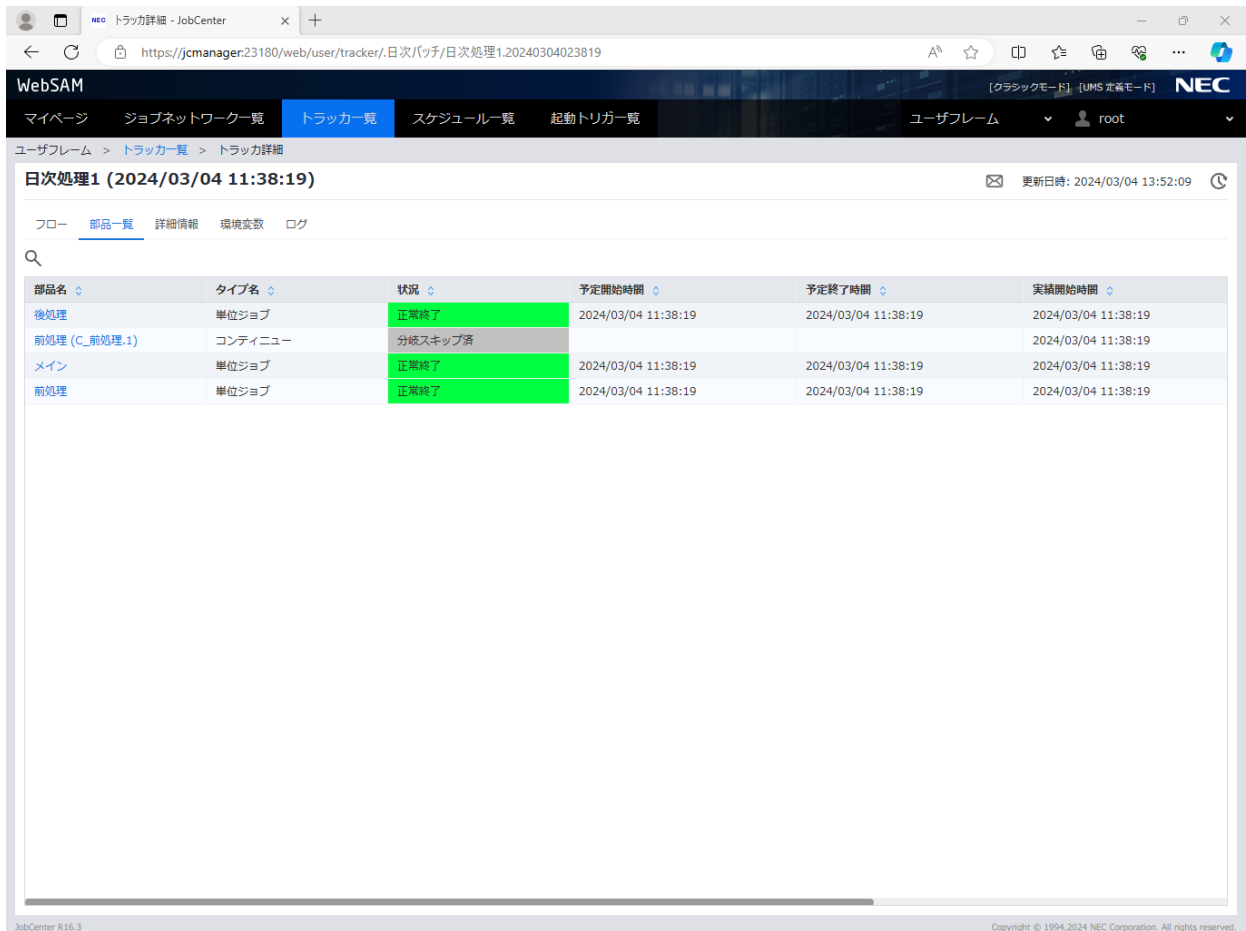 NEC トラッカ詳細 - JobCenter
https://jcmanager:23180/web/user/tracker/.日次バッチ/日次処理1.20240304023819
WebSAM
[クラシックモード] [UMS 定義モード] NEC
マイページ ジョブネットワーク一覧 トラッカ一覧 スケジュール一覧 起動トリガ一覧 ユーザフレーム root
ユーザフレーム > トラッカ一覧 > トラッカ詳細
日次処理1 (2024/03/04 11:38:19) 更新日時: 2024/03/04 13:52:09
フロー 部品一覧 詳細情報 環境変数 ログ
部品名 タイプ名 状況 予定開始時間 予定終了時間 実績開始時間
後処理 単位ジョブ 正常終了 2024/03/04 11:38:19 2024/03/04 11:38:19 2024/03/04 11:38:19
前処理 (C_前処理.1) コンティニュー 分岐スキップ済 2024/03/04 11:38:19
メイン 単位ジョブ 正常終了 2024/03/04 11:38:19 2024/03/04 11:38:19 2024/03/04 11:38:19
前処理 単位ジョブ 正常終了 2024/03/04 11:38:19 2024/03/04 11:38:19 2024/03/04 11:38:19
JobCenter R16.3 Copyright © 1994,2024 NEC Corporation. All rights reserved.